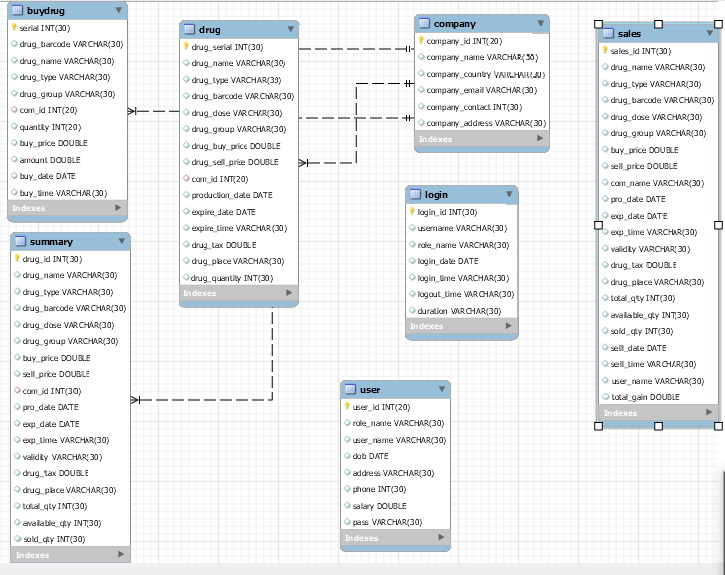 buydrug
serial INT(30)
drug_barcode VARCHAR(30)
drug_name VARCHAR(30)
drug_type VARCHAR(30)
drug_group VARCHAR(30)
com_id INT(20)
quantity INT(20)
buy_price DOUBLE
amount DOUBLE
buy_date DATE
buy_time VARCHAR(30)
Indexes
drug
drug_serial INT(30)
drug_name VARCHAR(30)
drug_type VARCHAR(30)
drug_barcode VARCHAR(30)
drug_dose VARCHAR(30)
drug_group VARCHAR(30)
drug_buy_price DOUBLE
drug_sell_price DOUBLE
com_id INT(20)
production_date DATE
expire_date DATE
expire_time VARCHAR(30)
drug_tax DOUBLE
drug_place VARCHAR(30)
drug_quantity INT(30)
Indexes
company
company_id INT(20)
company_name VARCHAR(30)
company_country VARCHAR(30)
company_email VARCHAR(30)
company_contact INT(30)
company_address VARCHAR(30)
Indexes
sales
sales_id INT(30)
drug_name VARCHAR(30)
drug_type VARCHAR(30)
drug_barcode VARCHAR(30)
drug_dose VARCHAR(30)
drug_group VARCHAR(30)
buy_price DOUBLE
sell_price DOUBLE
com_name VARCHAR(30)
pro_date DATE
exp_date DATE
exp_time VARCHAR(30)
validity VARCHAR(30)
drug_tax DOUBLE
drug_place VARCHAR(30)
total_qty INT(30)
available_qty INT(30)
sold_qty INT(30)
sell_date DATE
sell_time VARCHAR(30)
user_name VARCHAR(30)
total_gain DOUBLE
Indexes
summary
drug_id INT(30)
drug_name VARCHAR(30)
drug_type VARCHAR(30)
drug_barcode VARCHAR(30)
drug_dose VARCHAR(30)
drug_group VARCHAR(30)
buy_price DOUBLE
sell_price DOUBLE
com_id INT(30)
pro_date DATE
exp_date DATE
exp_time VARCHAR(30)
validity VARCHAR(30)
drug_tax DOUBLE
drug_place VARCHAR(30)
total_qty INT(30)
available_qty INT(30)
sold_qty INT(30)
Indexes
login
login_id INT(30)
username VARCHAR(30)
role_name VARCHAR(30)
login_date DATE
login_time VARCHAR(30)
logout_time VARCHAR(30)
duration VARCHAR(30)
Indexes
user
user_id INT(20)
role_name VARCHAR(30)
user_name VARCHAR(30)
dob DATE
address VARCHAR(30)
phone INT(30)
salary DOUBLE
pass VARCHAR(30)
Indexes